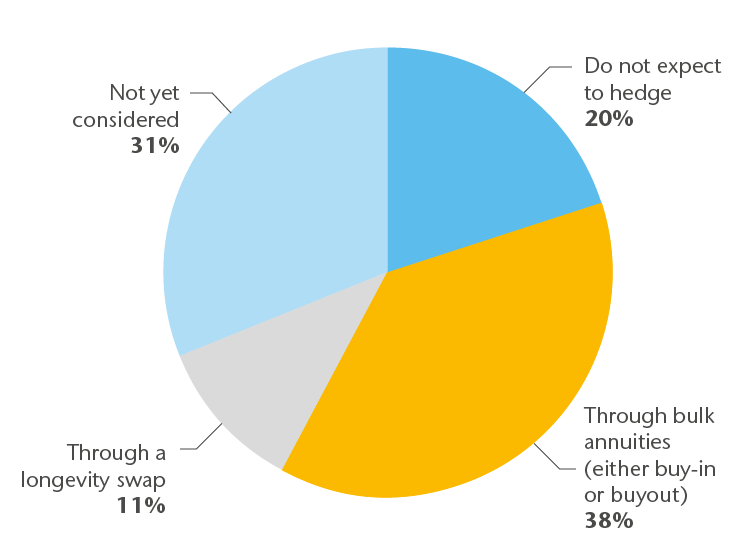 Do not expect
to hedge
20%
Not yet
considered
31%
Through bulk
annuities
(either buy-in
or buyout)
38%
Through a
longevity swap
11%